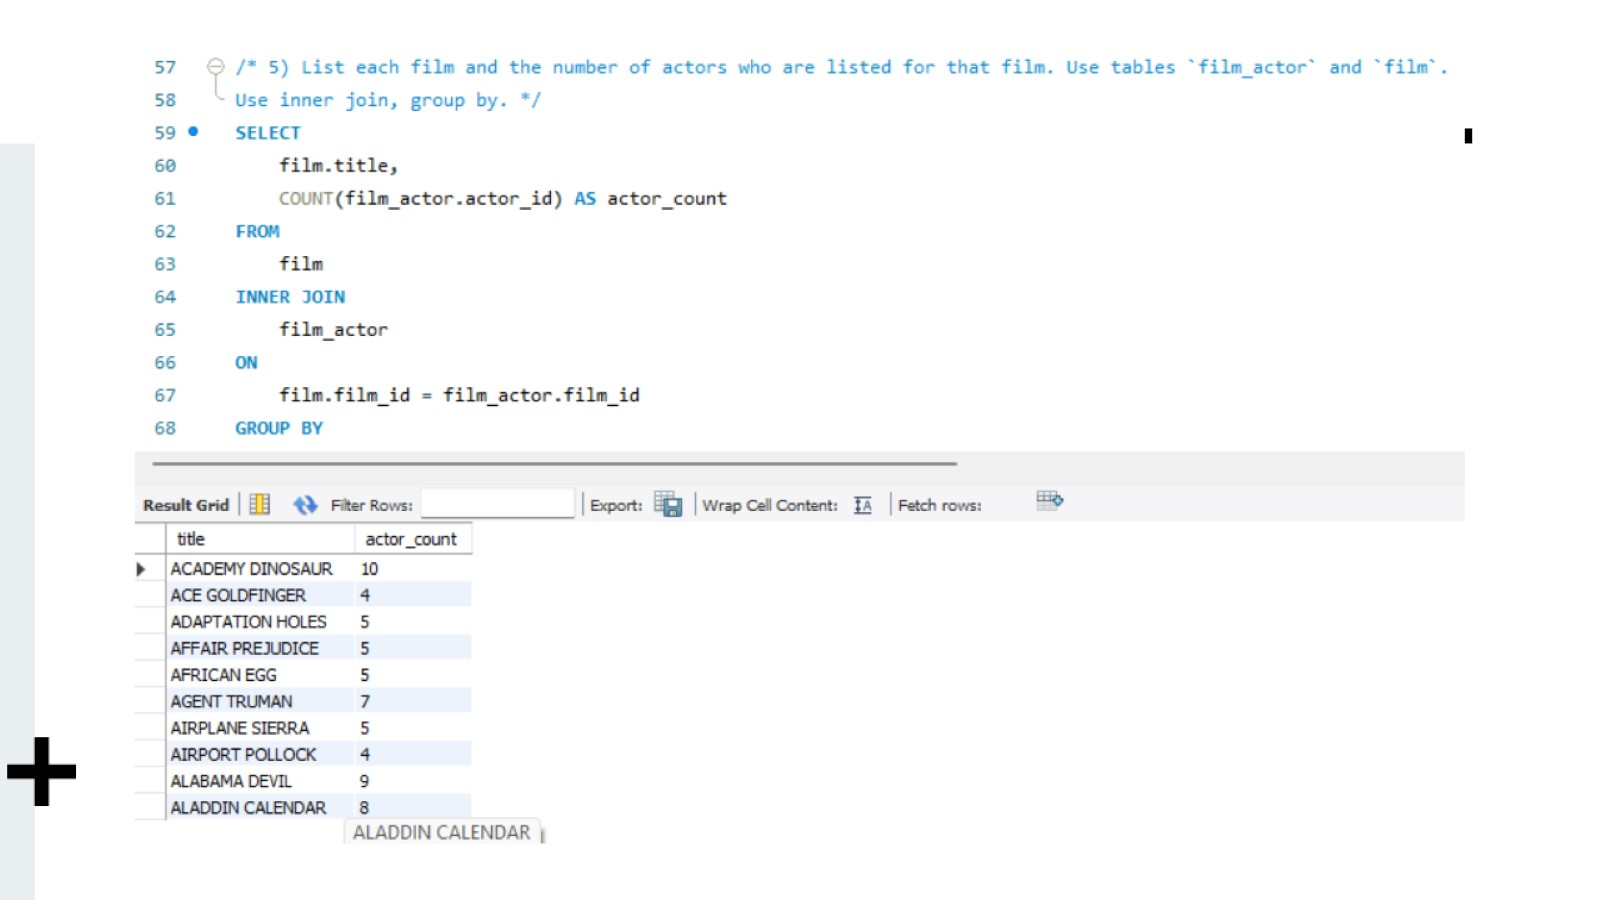 57 /* 5) List each film and the number of actors who are listed for that film. Use tables `film_actor` and `film`.
58 Use inner join, group by. */
59 SELECT
60 film.title,
61 COUNT(film_actor.actor_id) AS actor_count
62 FROM
63 film
64 INNER JOIN
65 film_actor
66 ON
67 film.film_id = film_actor.film_id
68 GROUP BY
Result Grid Filter Rows: Export: Wrap Cell Content: Fetch rows:
title actor_count
ACADEMY DINOSAUR 10
ACE GOLDFINGER 4
ADAPTATION HOLES 5
AFFAIR PREJUDICE 5
AFRICAN EGG 5
AGENT TRUMAN 7
AIRPLANE SIERRA 5
AIRPORT POLLOCK 4
ALABAMA DEVIL 9
ALADDIN CALENDAR 8
ALADDIN CALENDAR